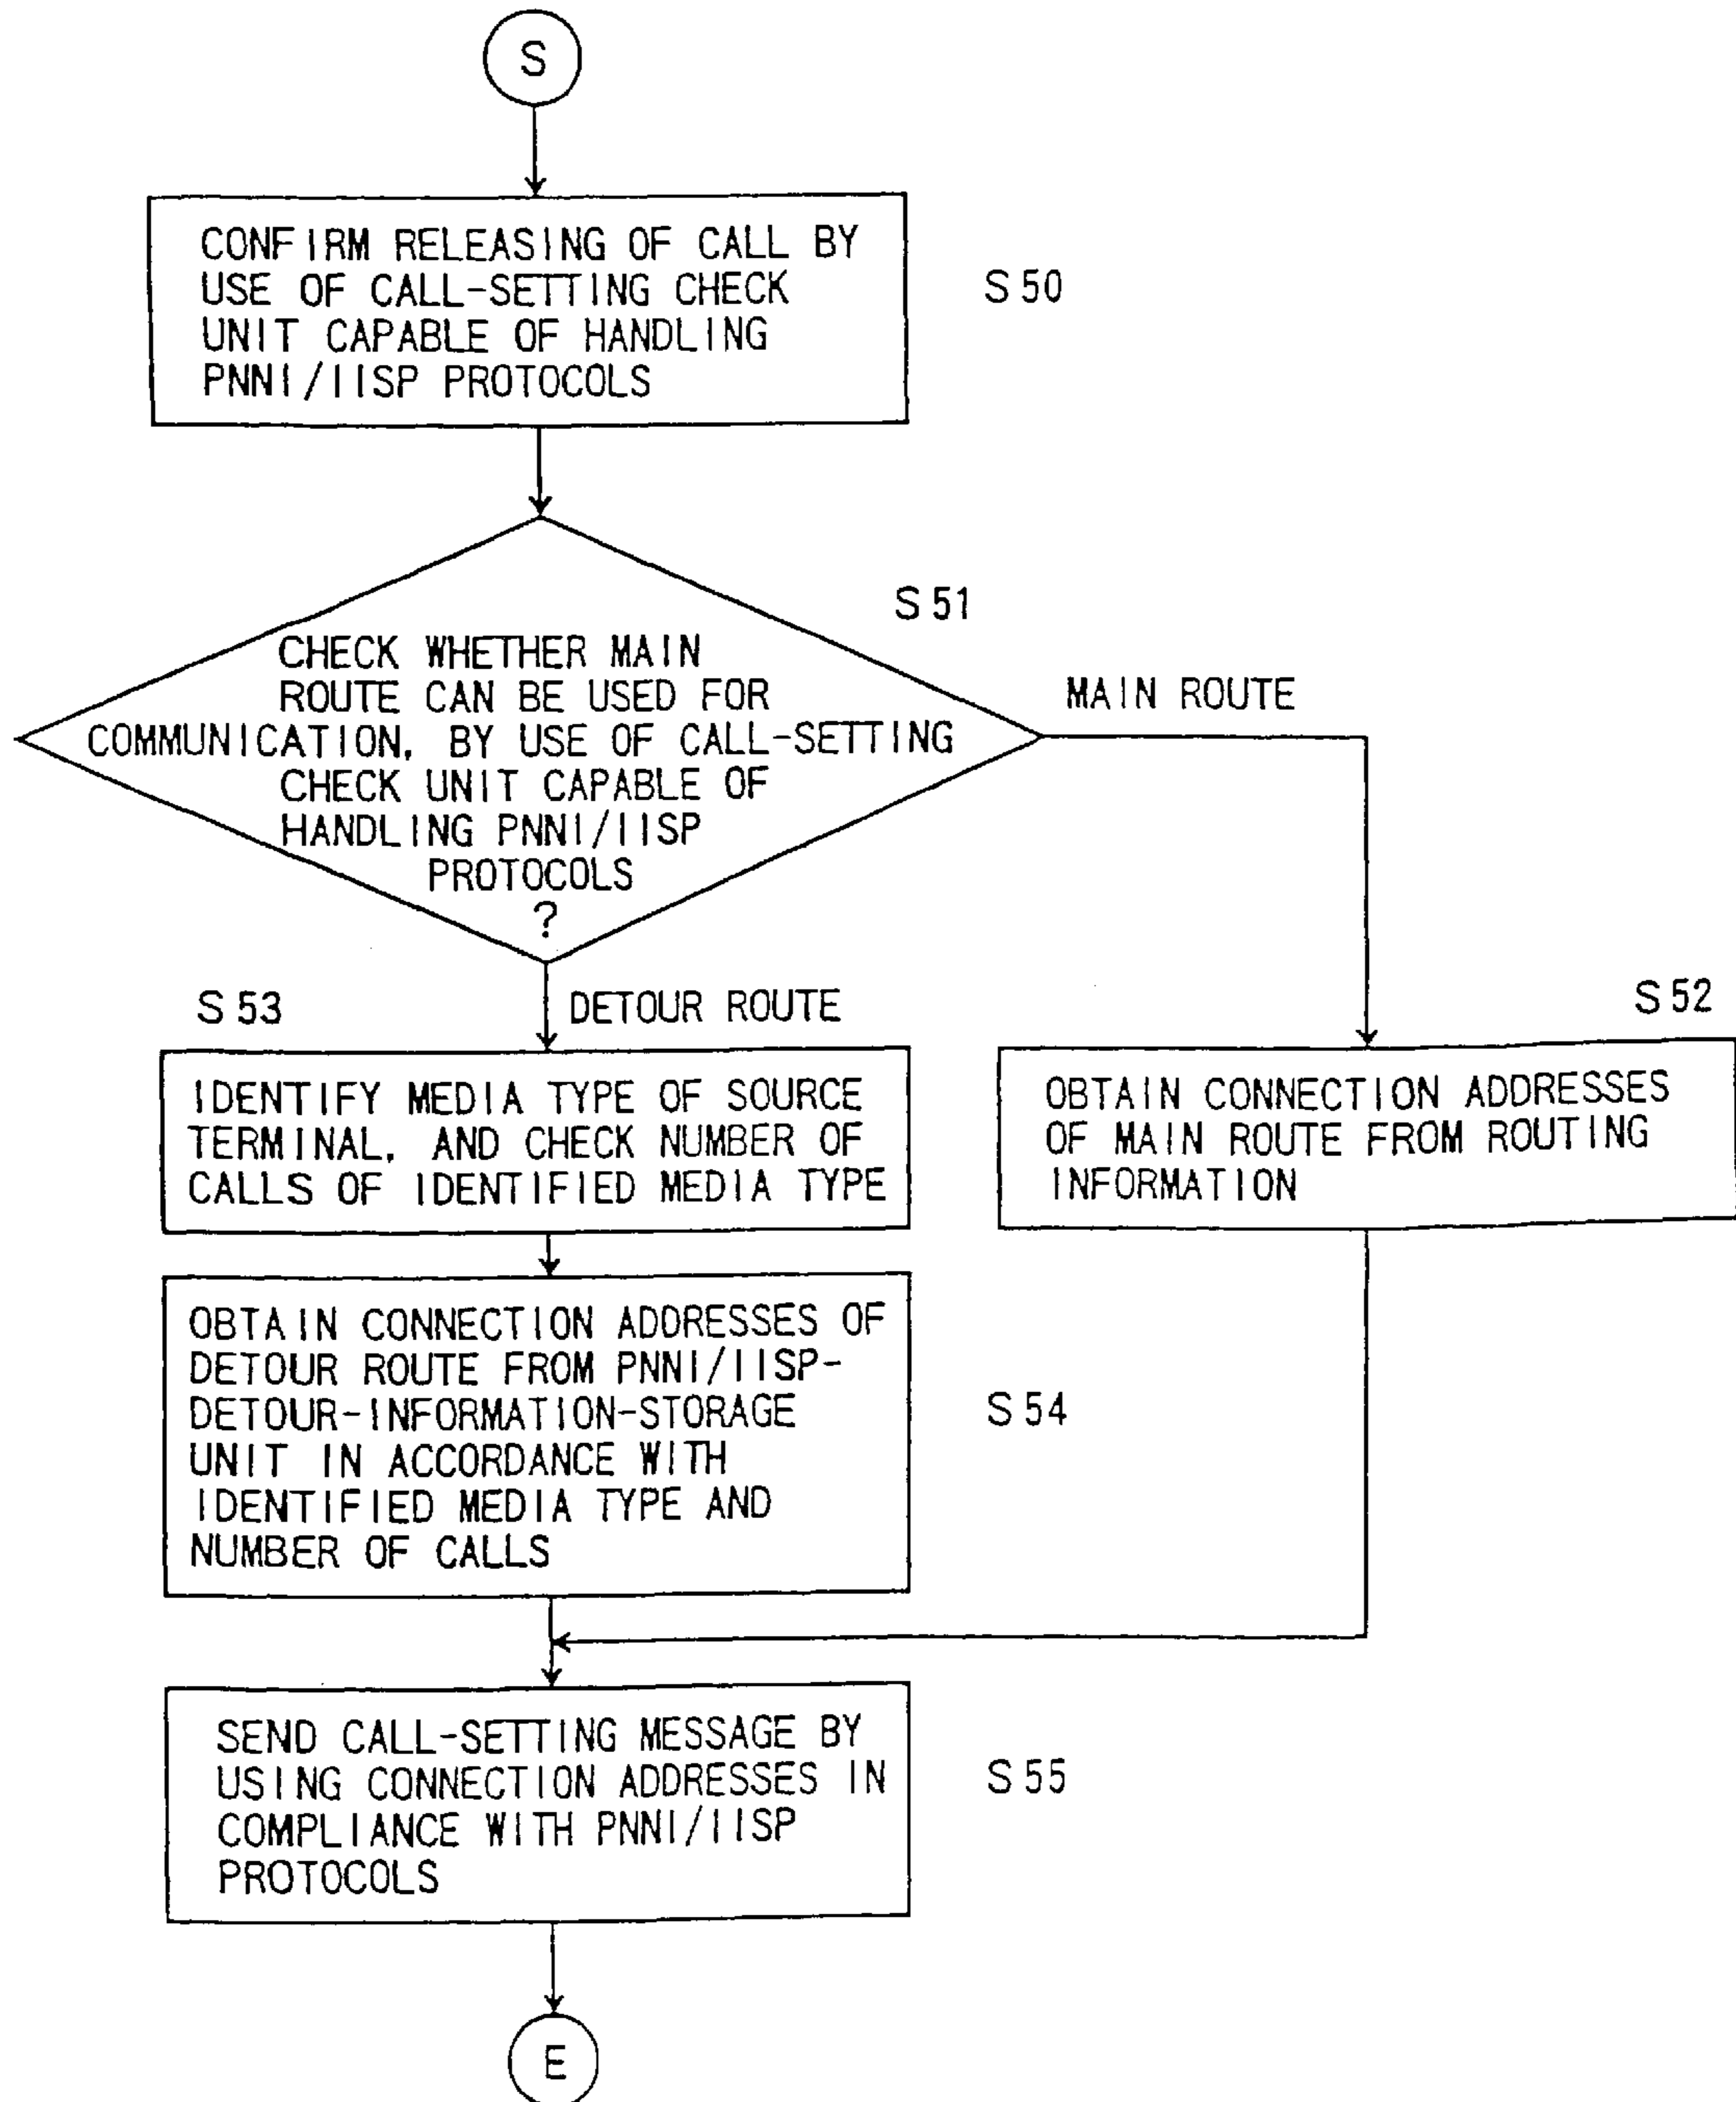 S
CONFIRM RELEASING OF CALL BY
USE OF CALL-SETTING CHECK
UNIT CAPABLE OF HANDLING
PNNI/IISP PROTOCOLS
S50
S51
CHECK WHETHER MAIN
ROUTE CAN BE USED FOR
COMMUNICATION, BY USE OF CALL-SETTING
CHECK UNIT CAPABLE OF
HANDLING PNNI/IISP
PROTOCOLS
?
MAIN ROUTE
S53
DETOUR ROUTE
S52
IDENTIFY MEDIA TYPE OF SOURCE
TERMINAL, AND CHECK NUMBER OF
CALLS OF IDENTIFIED MEDIA TYPE
OBTAIN CONNECTION ADDRESSES
OF MAIN ROUTE FROM ROUTING
INFORMATION
OBTAIN CONNECTION ADDRESSES OF
DETOUR ROUTE FROM PNNI/IISP-
DETOUR-INFORMATION-STORAGE
UNIT IN ACCORDANCE WITH
IDENTIFIED MEDIA TYPE AND
NUMBER OF CALLS
S54
SEND CALL-SETTING MESSAGE BY
USING CONNECTION ADDRESSES IN
COMPLIANCE WITH PNNI/IISP
PROTOCOLS
S55
E